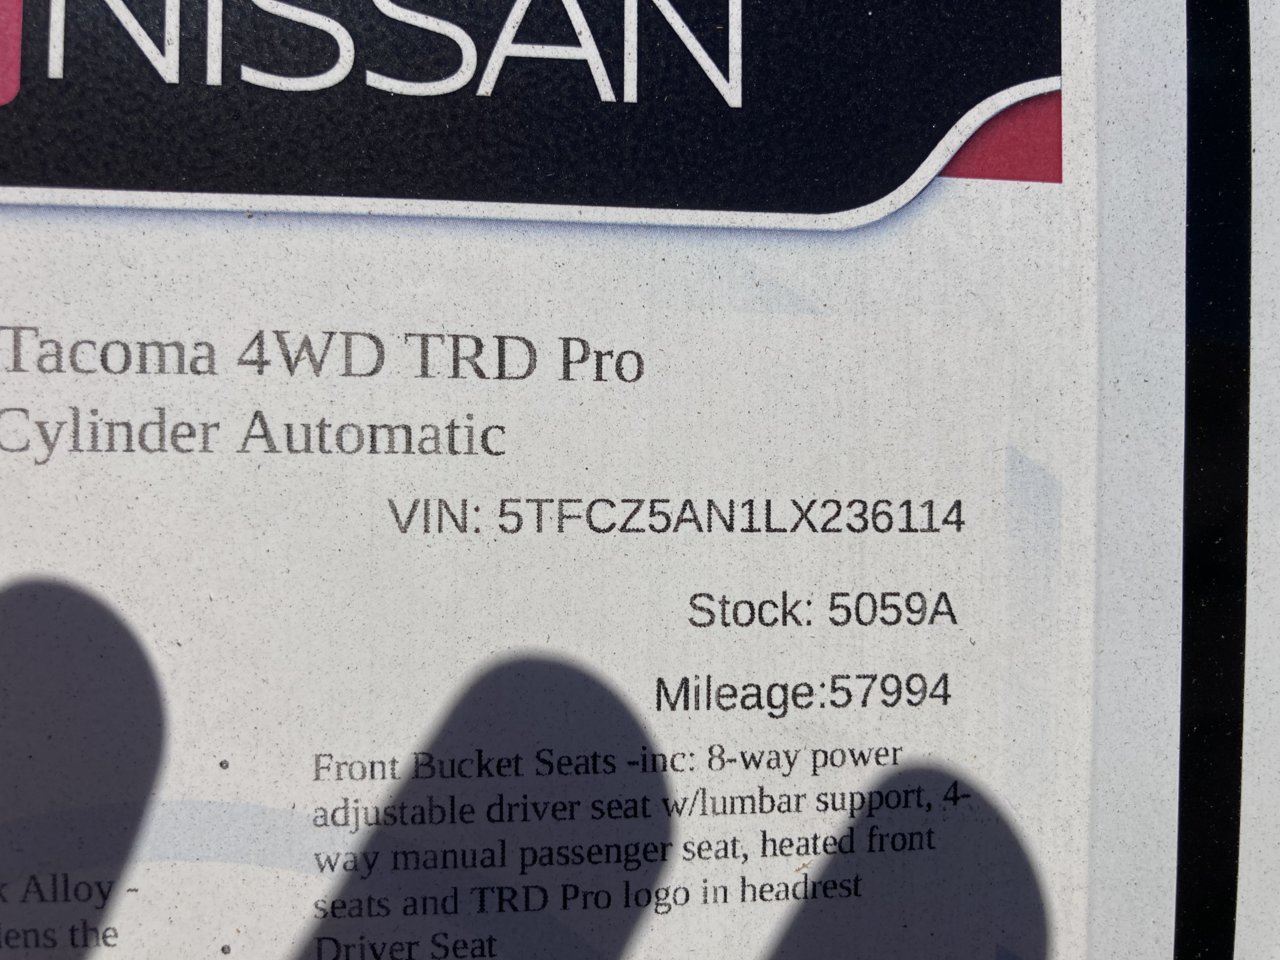 NISSAN
Tacoma 4WD TRD Pro
Cylinder Automatic
VIN: 5TFCZ5AN1LX236114
Stock: 5059A
Mileage:57994
• Front Bucket Seats -inc: 8-way power
adjustable driver seat w/lumbar support, 4-
way manual passenger seat, heated front
seats and TRD Pro logo in headrest
• Driver Seat
Alloy -
the